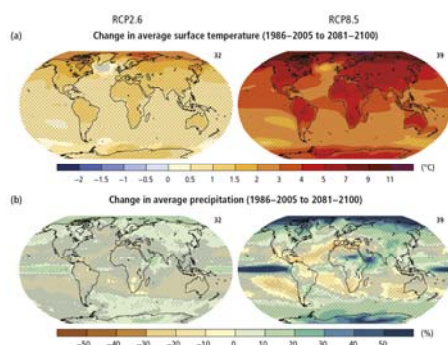 RCP2.6 RCP8.5
(a) Change in average surface temperature (1986–2005 to 2081–2100)
32 39
(°C)
−2 −1.5 −1 −0.5 0 0.5 1 1.5 2 3 4 5 7 9 11
(b) Change in average precipitation (1986–2005 to 2081–2100)
32 39
(%)
−50 −40 −30 −20 −10 0 10 20 30 40 50